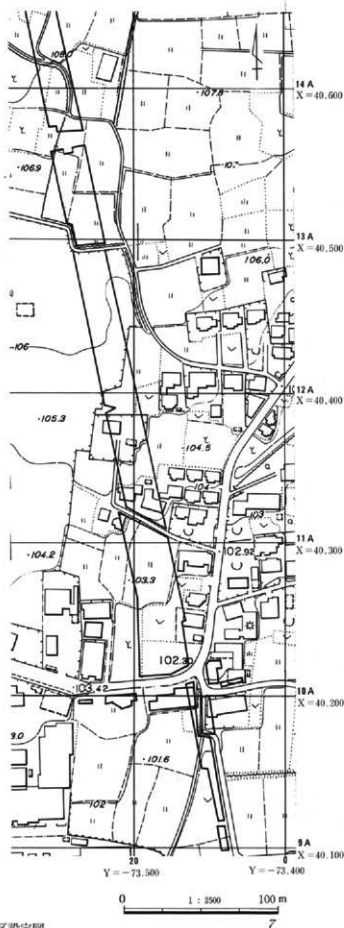 108.0
14 A
X = 40.600
·107.8
107
·106.9
13 A
X = 40.500
106.0
106
12 A
X = 40.400
·105.3
104.5
104
103
11 A
X = 40.300
102.92
·104.2
·103.3
102.30
103.42
10 A
X = 40.200
·101.6
102
9 A
X = 40.100
20
0
Y = −73.500
Y = −73.400
0
1 : 2500
100 m
7